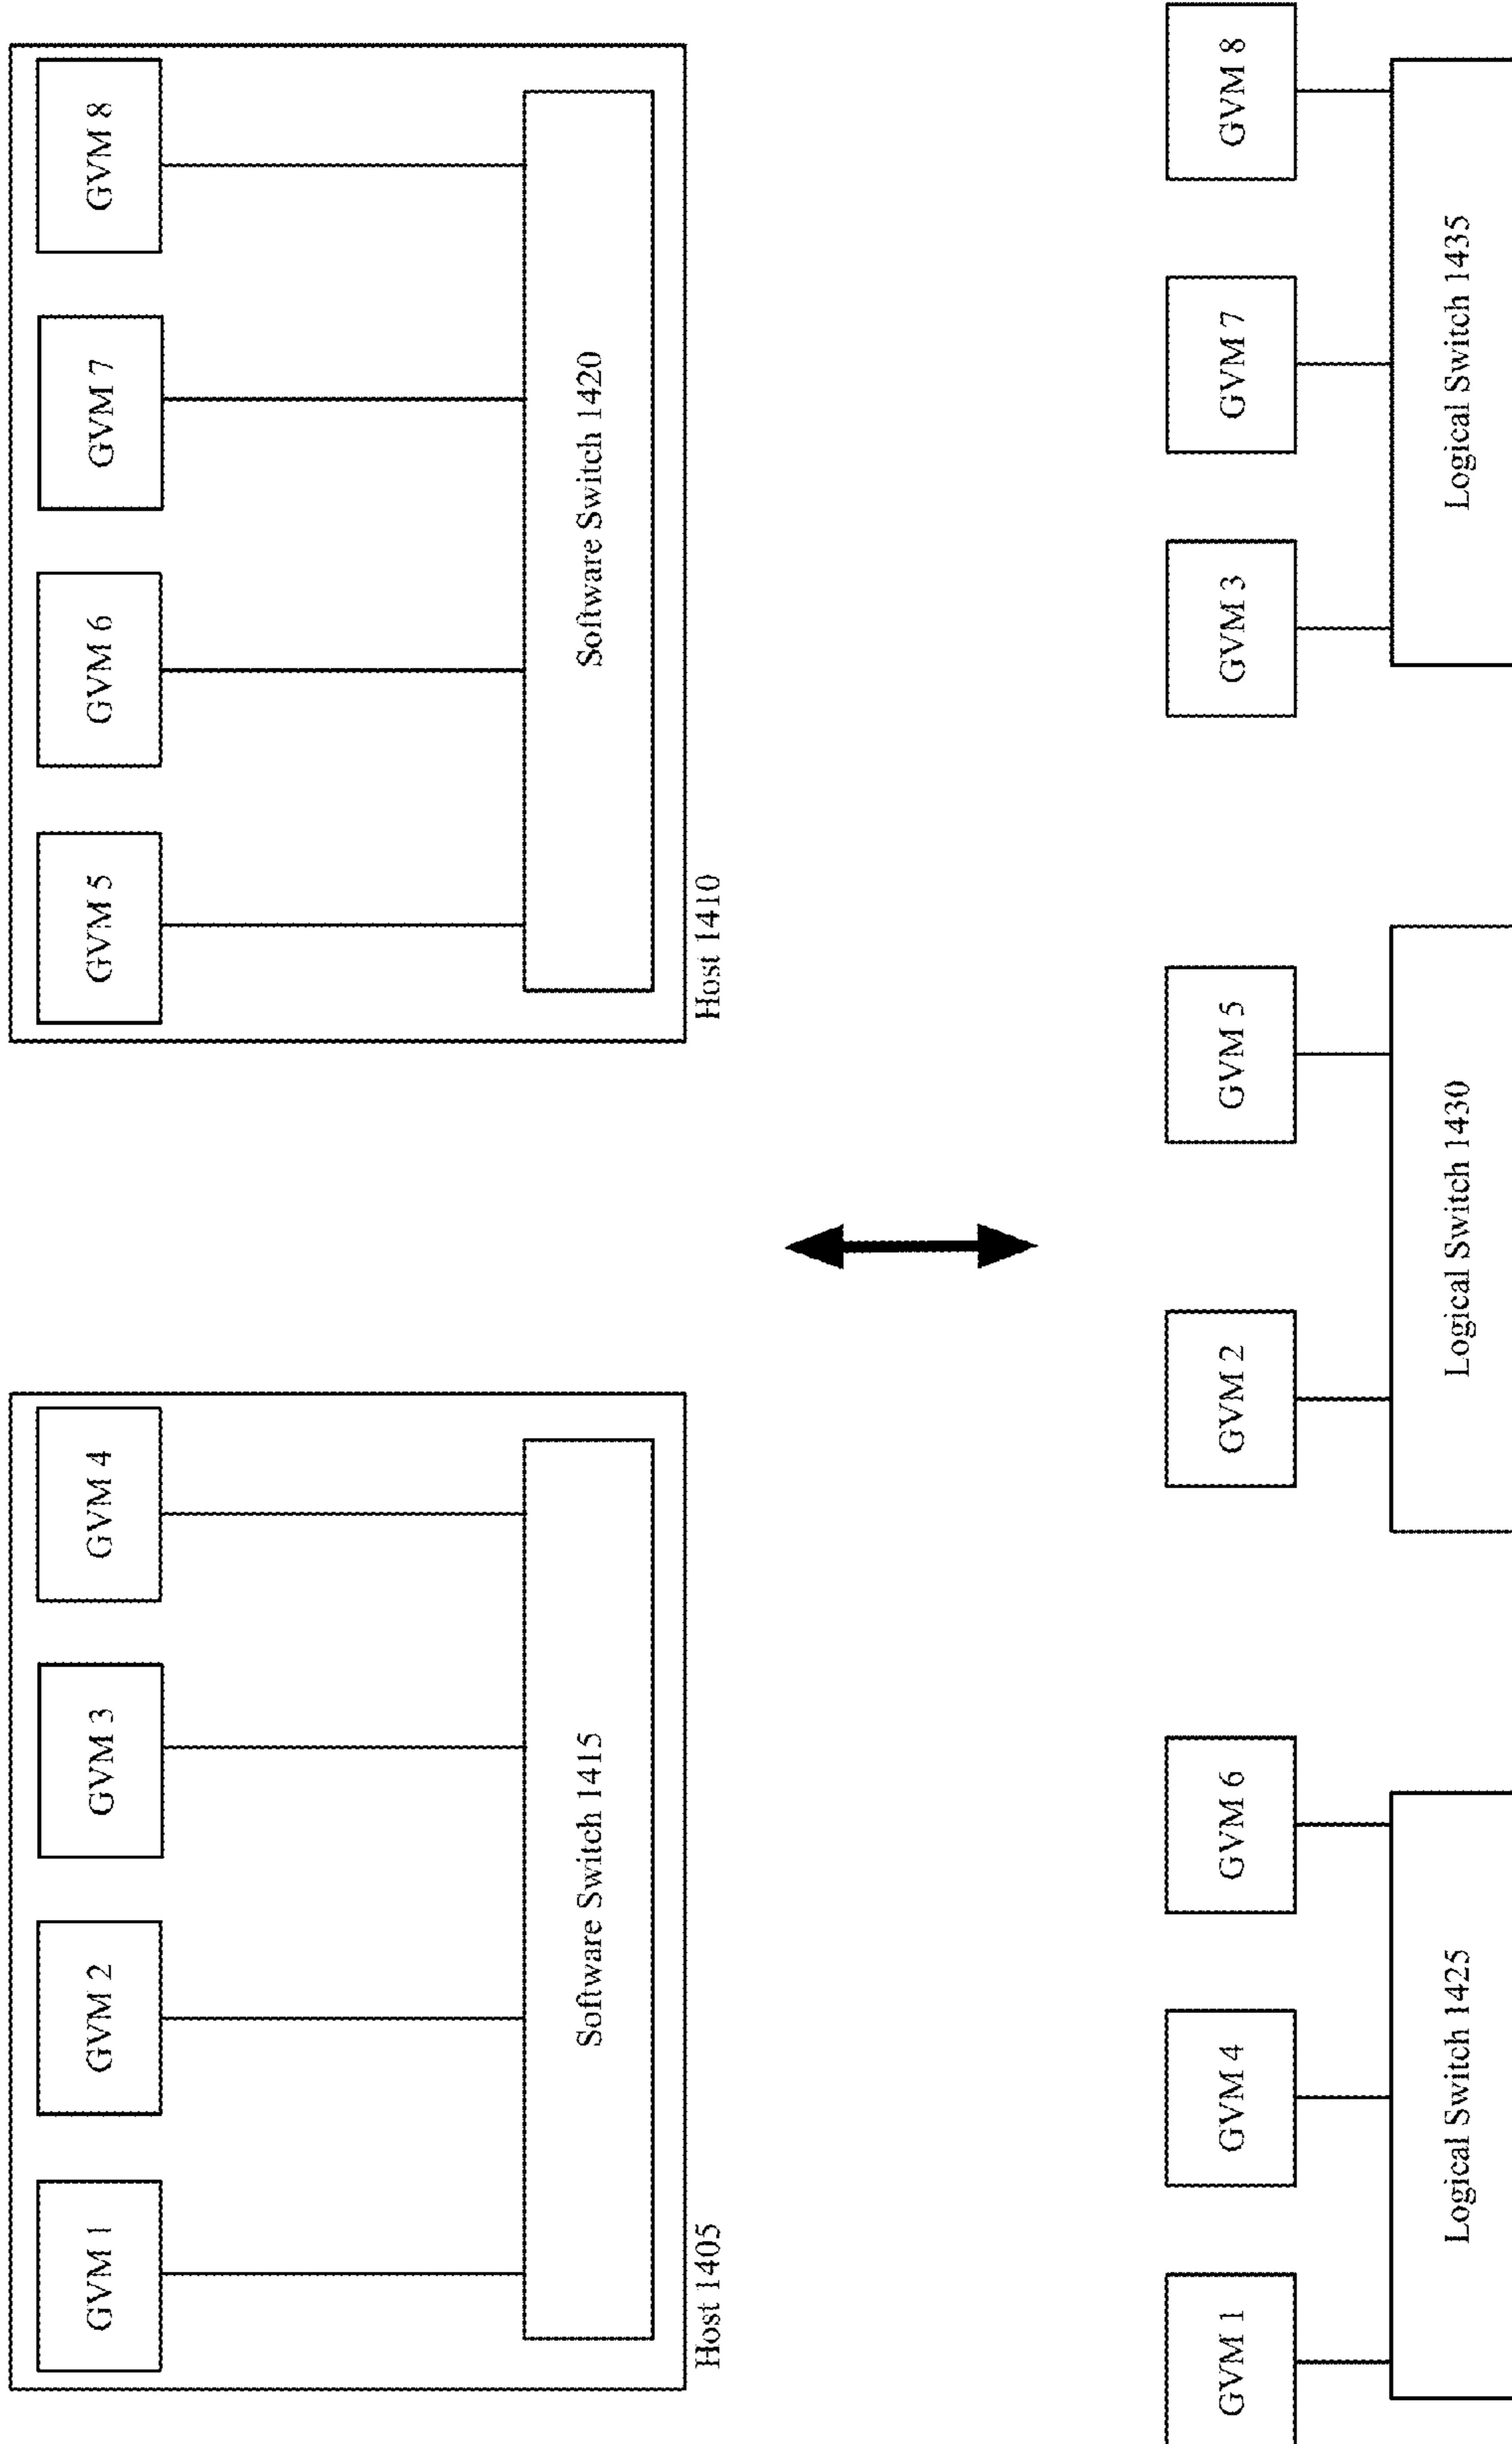 GVM 1
GVM 2
GVM 3
GVM 4
Software Switch 1415
Host 1405
GVM 5
GVM 6
GVM 7
GVM 8
Software Switch 1420
Host 1410
GVM 1
GVM 4
GVM 6
Logical Switch 1425
GVM 2
GVM 5
Logical Switch 1430
GVM 3
GVM 7
GVM 8
Logical Switch 1435